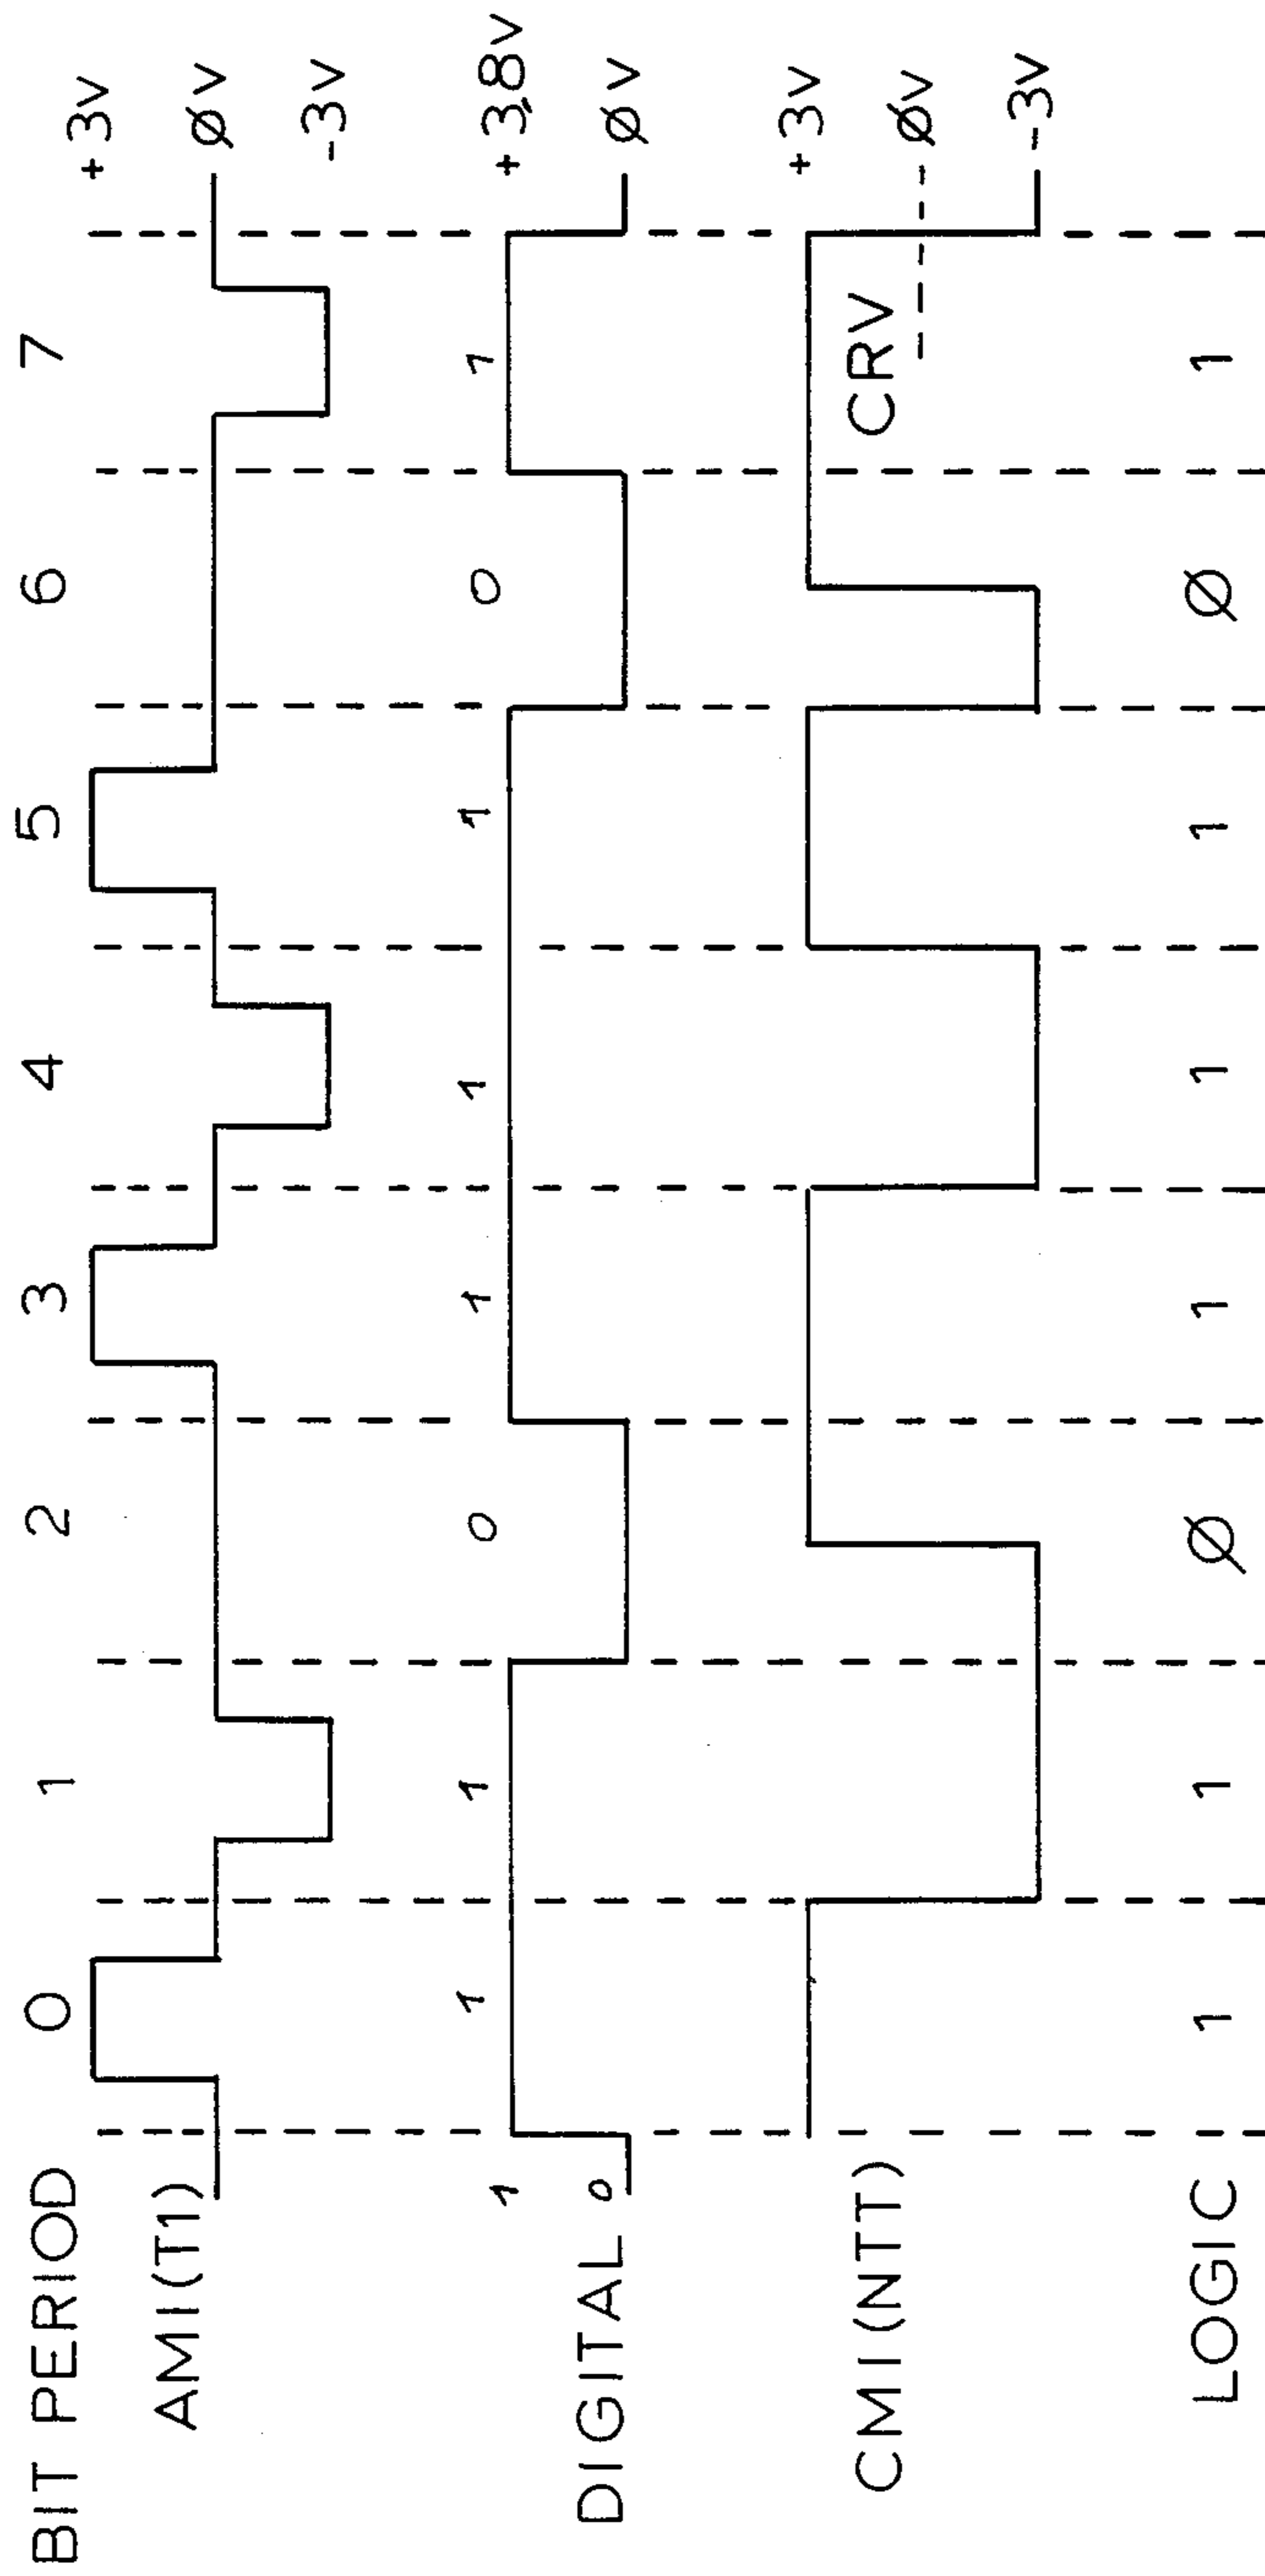 BIT PERIOD 0 1 2 3 4 5 6 7
+3V
AMI(T1) ØV
-3V
1 1 1 0 1 1 1 0 1 +3,8V
DIGITAL 0 ØV
+3V
CMI(NTT) CRV -ØV
-3V
LOGIC 1 1 Ø 1 1 1 Ø 1